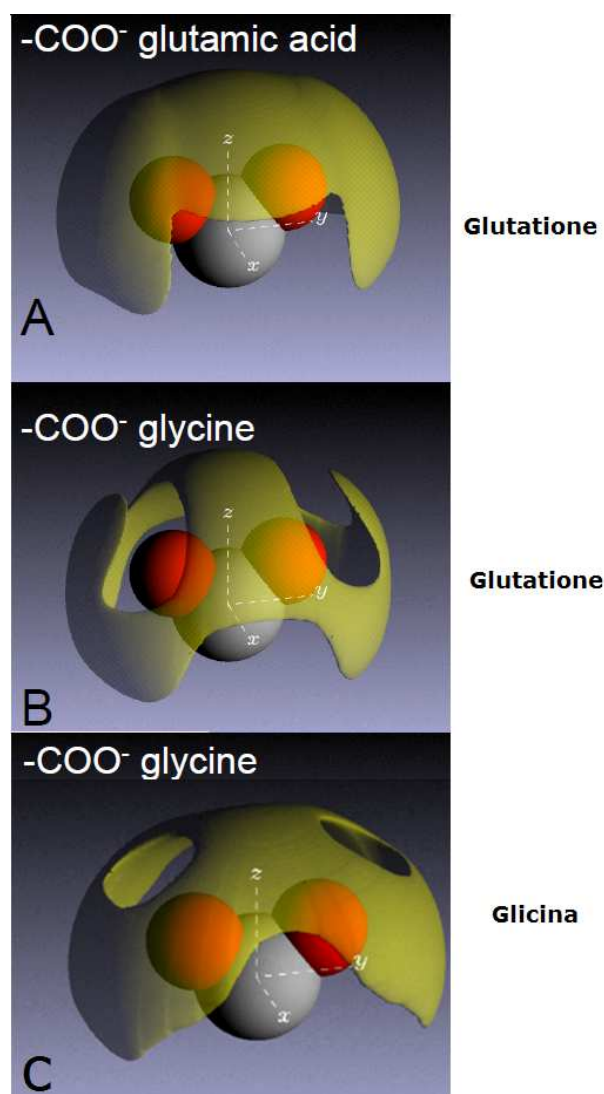 -COO⁻ glutamic acid
z
y
x
A
Glutatione
-COO⁻ glycine
z
y
x
B
Glutatione
-COO⁻ glycine
z
y
x
C
Glicina